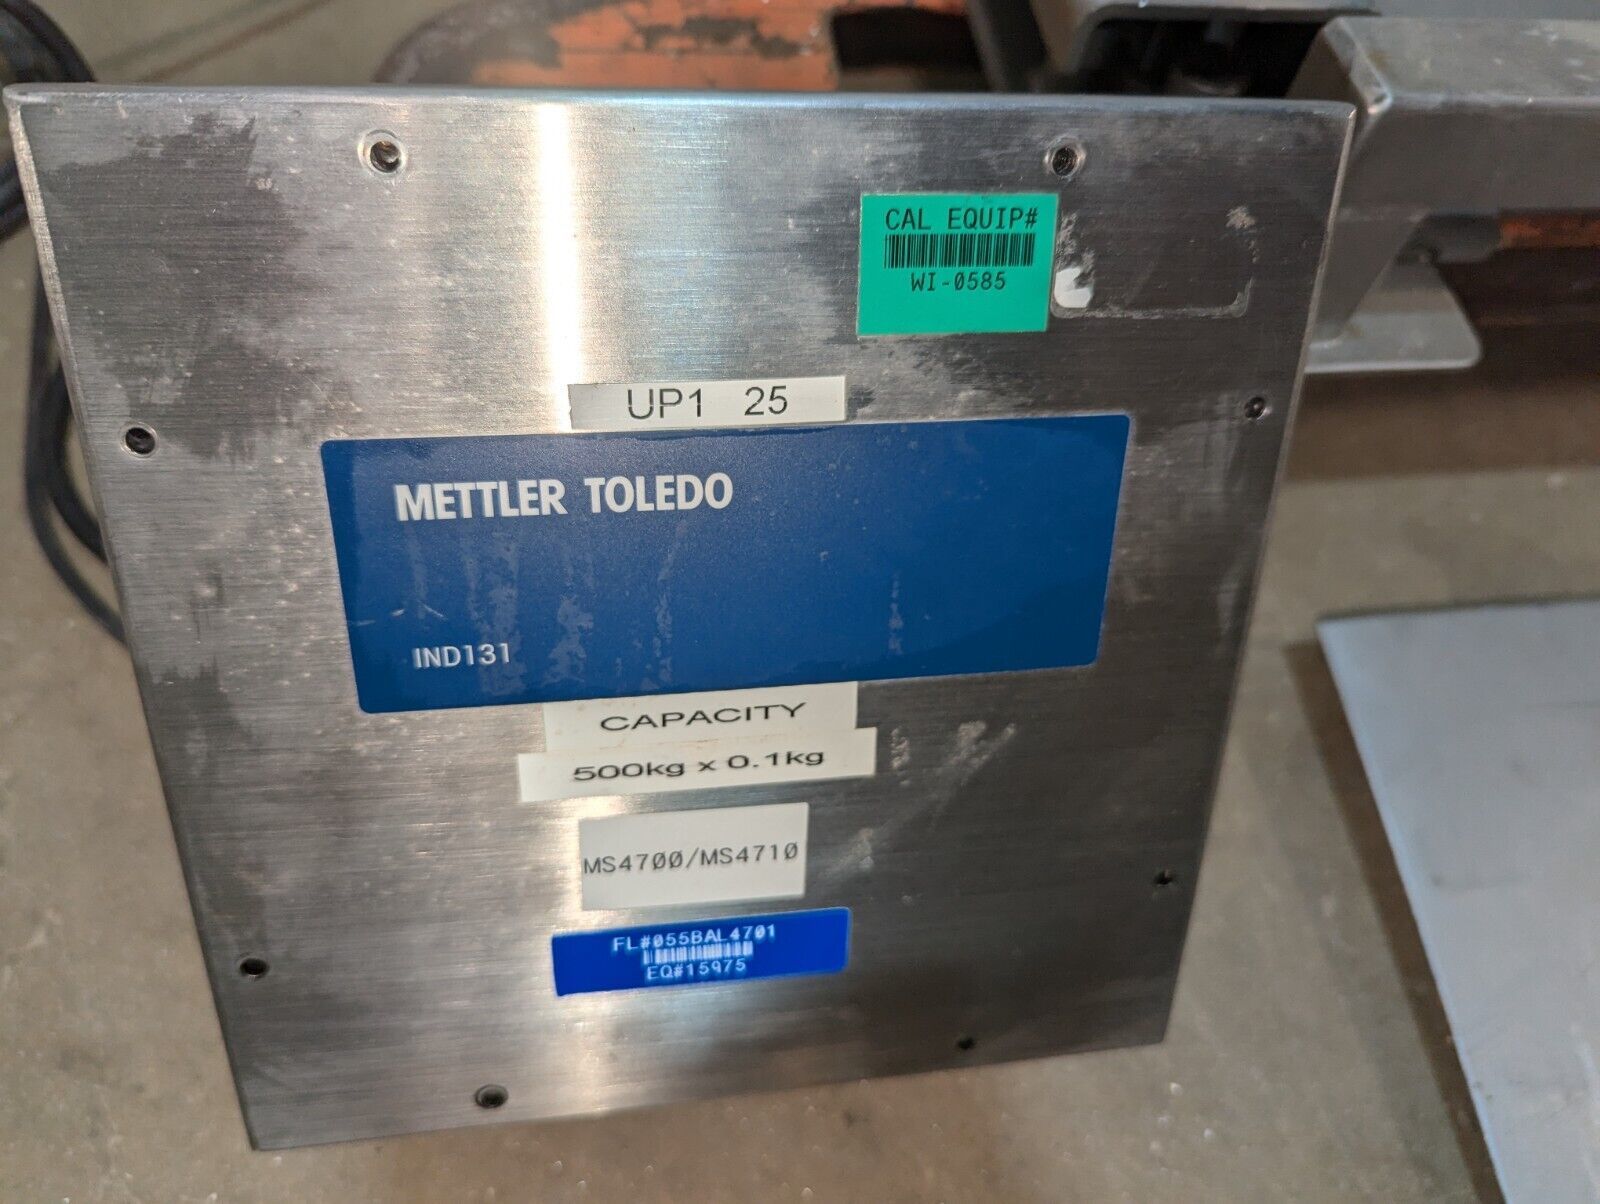 CAL EQUIP#
WI-0585
UP1 25
METTLER TOLEDO
IND131
CAPACITY
500kg x 0.1kg
MS4700/MS4710
FL#055BAL4701
EQ#15975